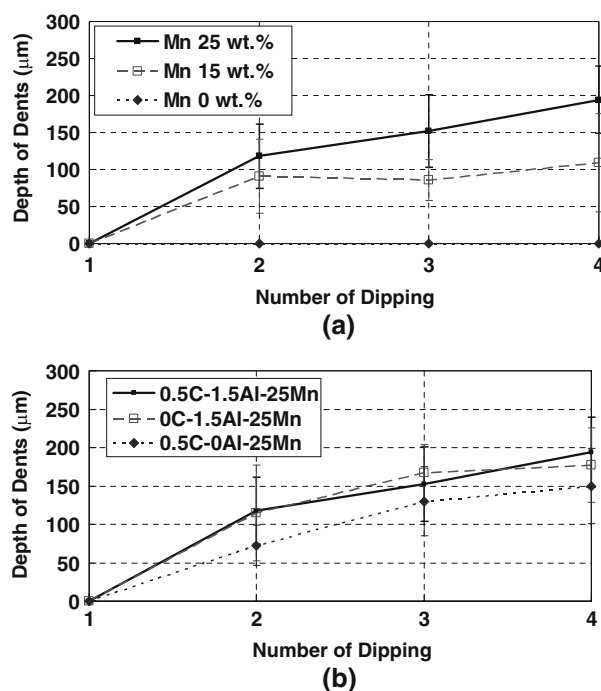 300
250
200
150
100
50
0
Depth of Dents (μm)
Mn 25 wt.%
Mn 15 wt.%
Mn 0 wt.%
1 2 3 4
Number of Dipping
(a)
300
250
200
150
100
50
0
Depth of Dents (μm)
0.5C-1.5Al-25Mn
0C-1.5Al-25Mn
0.5C-0Al-25Mn
1 2 3 4
Number of Dipping
(b)